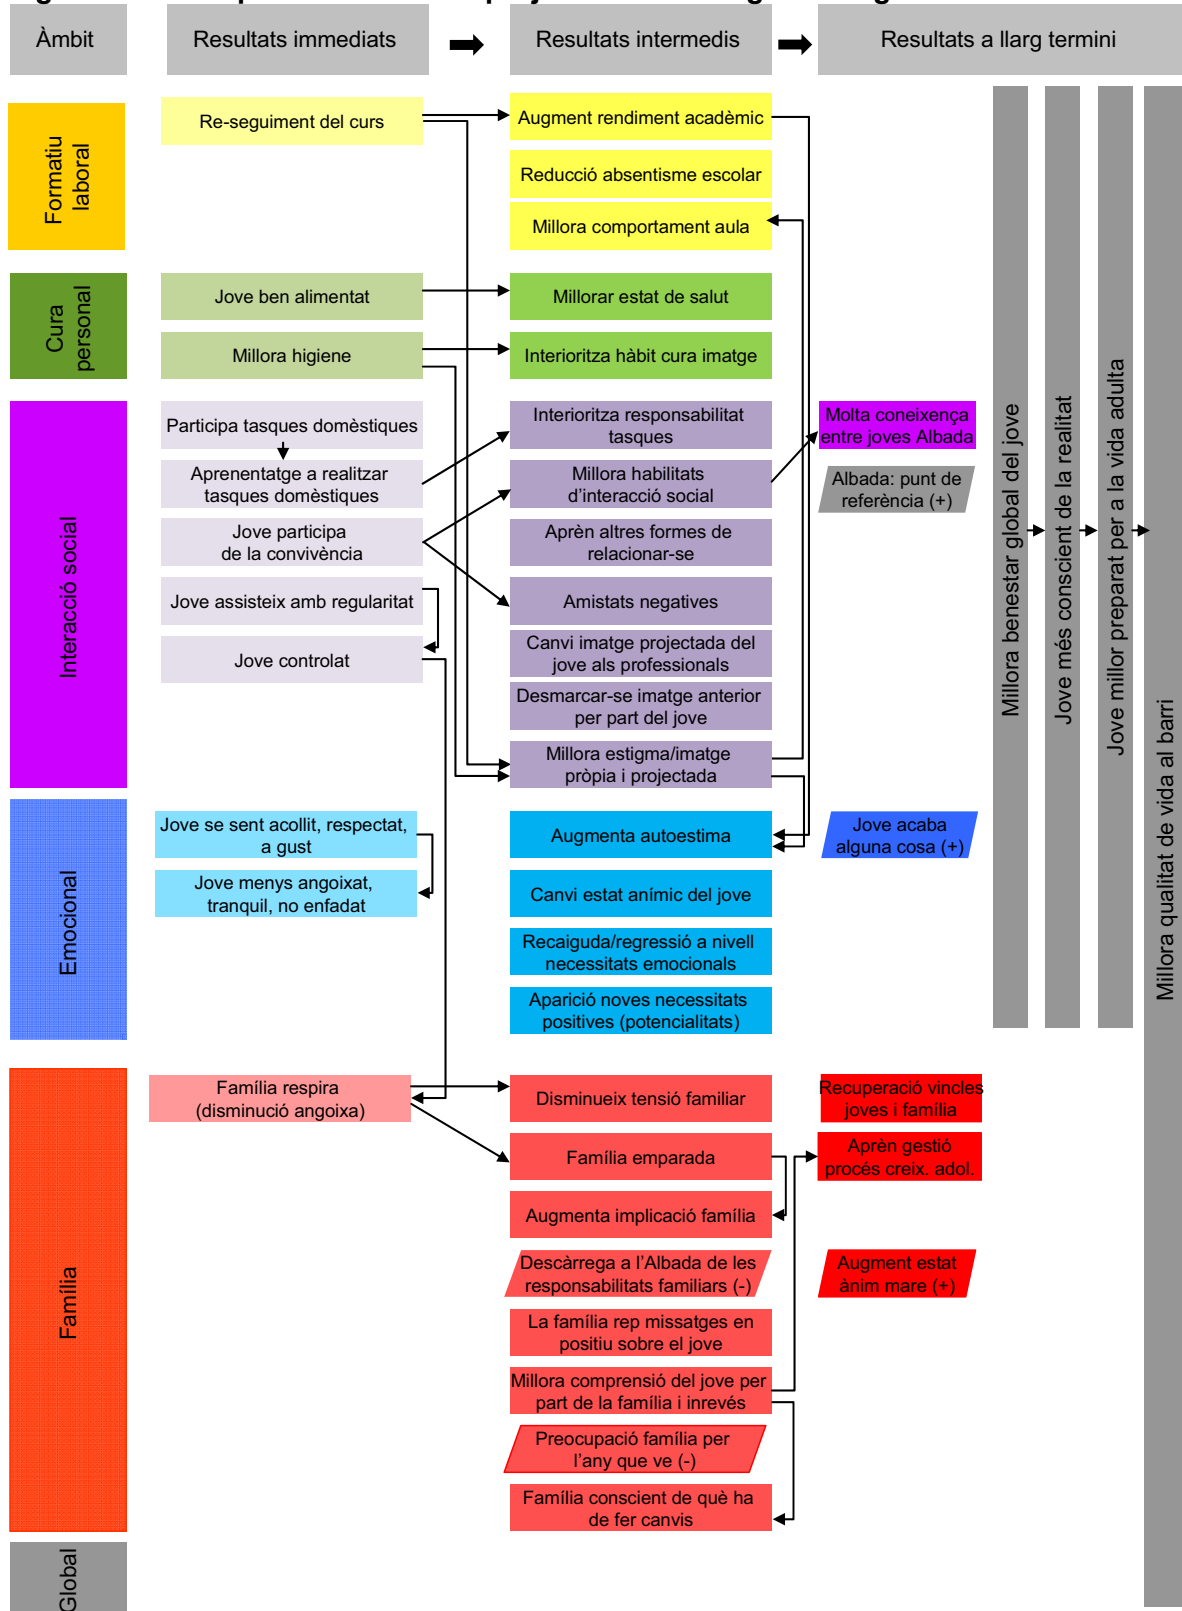 Àmbit
Resultats immediats
Resultats intermedis
Resultats a llarg termini
Formatiu
laboral
Re-seguiment del curs
Augment rendiment acadèmic
Reducció absentisme escolar
Millora comportament aula
Cura
personal
Jove ben alimentat
Millorar estat de salut
Millora higiene
Interioritza hàbit cura imatge
Interacció social
Participa tasques domèstiques
Aprenentatge a realitzar
tasques domèstiques
Jove participa
de la convivència
Jove assisteix amb regularitat
Jove controlat
Interioritza responsabilitat
tasques
Millora habilitats
d’interacció social
Aprèn altres formes de
relacionar-se
Amistats negatives
Canvi imatge projectada del
jove als professionals
Desmarcar-se imatge anterior
per part del jove
Millora estigma/imatge
pròpia i projectada
Molta coneixença
entre joves Albada
Albada: punt de
referència (+)
Emocional
Jove se sent acollit, respectat,
a gust
Jove menys angoixat,
tranquil, no enfadat
Augmenta autoestima
Canvi estat anímic del jove
Recaiguda/regressió a nivell
necessitats emocionals
Aparició noves necessitats
positives (potencialitats)
Jove acaba
alguna cosa (+)
Família
Família respira
(disminució angoixa)
Disminueix tensió familiar
Família emparada
Augmenta implicació família
Descàrrega a l’Albada de les
responsabilitats familiars (-)
La família rep missatges en
positiu sobre el jove
Millora comprensió del jove per
part de la família i inrevés
Preocupació família per
l’any que ve (-)
Família conscient de què ha
de fer canvis
Recuperació vincles
joves i família
Aprèn gestió
procés creix. adol.
Augment estat
ànim mare (+)
Global
Millora benestar global del jove
Jove més conscient de la realitat
Jove millor preparat per a la vida adulta
Millora qualitat de vida al barri